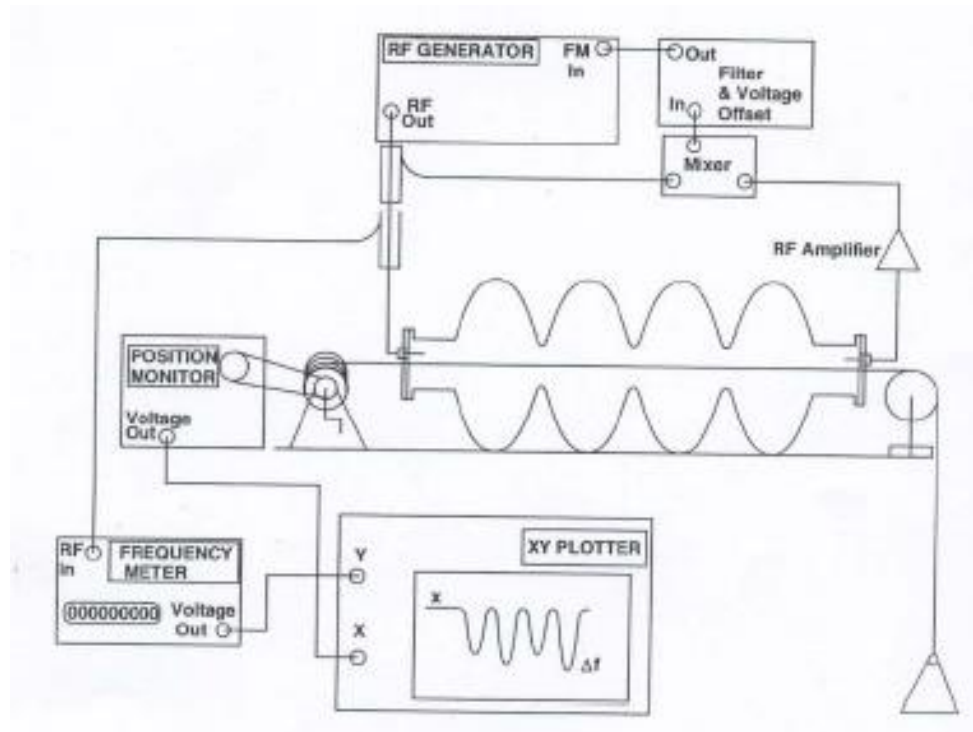 RF GENERATOR
FM
In
RF
Out
Out
Filter
& Voltage
Offset
In
Mixer
RF Amplifier
POSITION
MONITOR
Voltage
Out
RF
In
FREQUENCY
METER
000000000
Voltage
Out
XY PLOTTER
Y
X
x
Δf